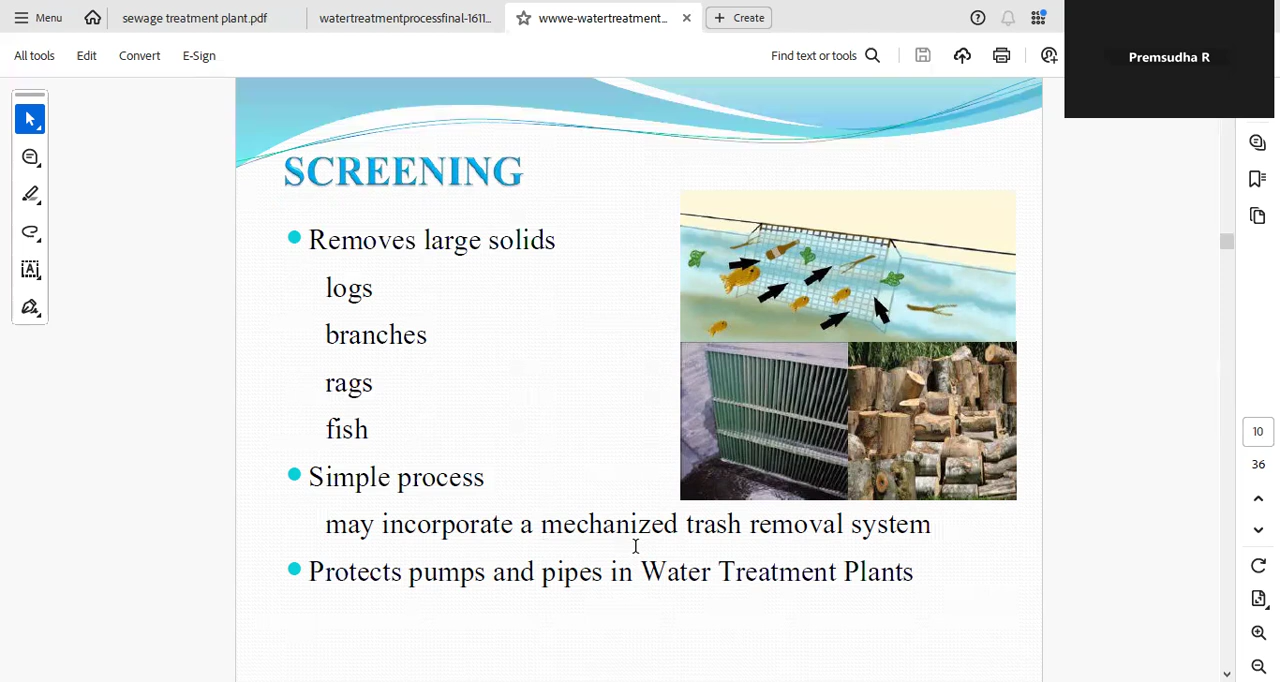 Menu
sewage treatment plant.pdf
watertreatmentprocessfinal-1611...
wwwe-watertreatment...
Create
All tools
Edit
Convert
E-Sign
Find text or tools
Premsudha R
SCREENING
Removes large solids
logs
branches
rags
fish
Simple process
may incorporate a mechanized trash removal system
Protects pumps and pipes in Water Treatment Plants
10
36